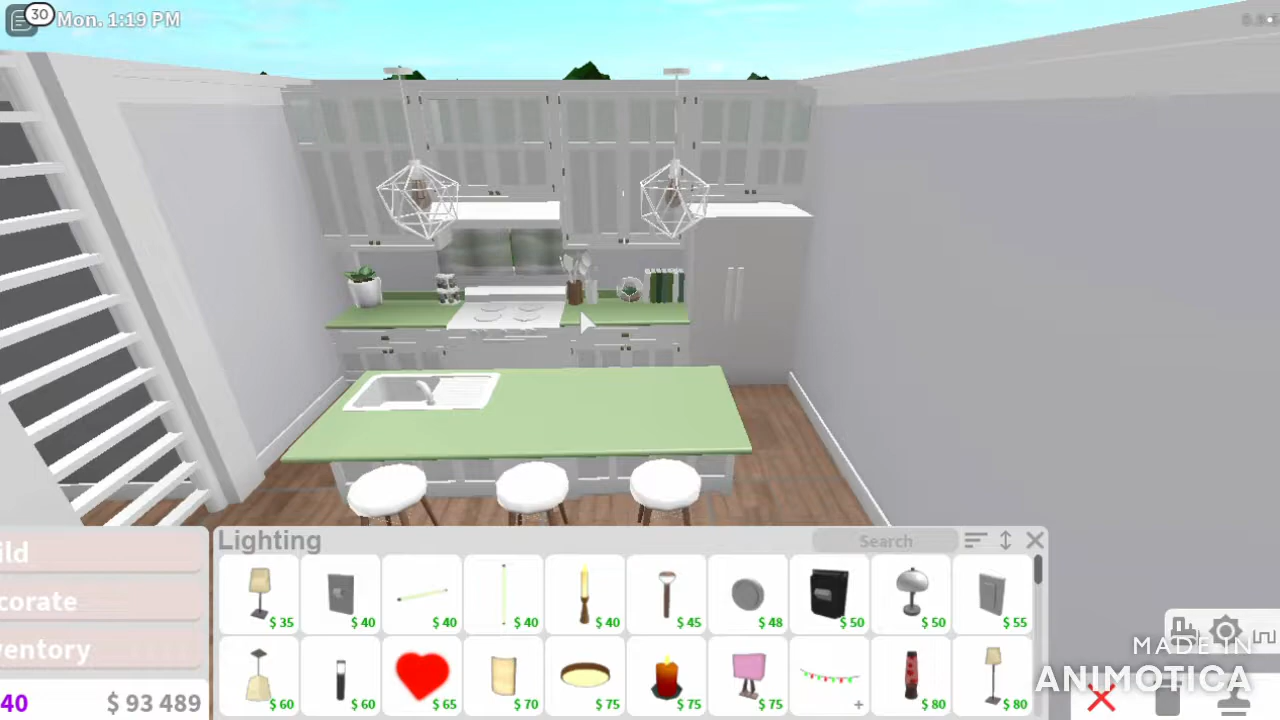 30
Mon. 1:19 PM
Lighting
Search
ild
corate
ventory
40
$ 93 489
$ 35
$ 40
$ 40
$ 40
$ 40
$ 45
$ 48
$ 50
$ 50
$ 55
$ 60
$ 60
$ 65
$ 70
$ 75
$ 75
$ 75
+
$ 80
$ 80
MADE IN
ANIMOTICA